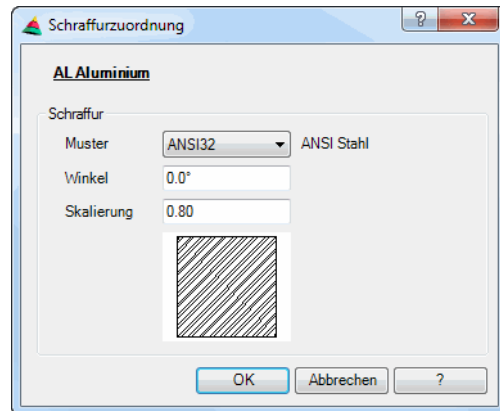 Schraffurzuordnung ? X
AL Aluminium
Schraffur
Muster ANSI32 ANSI Stahl
Winkel 0.0°
Skalierung 0.80
OK Abbrechen ?